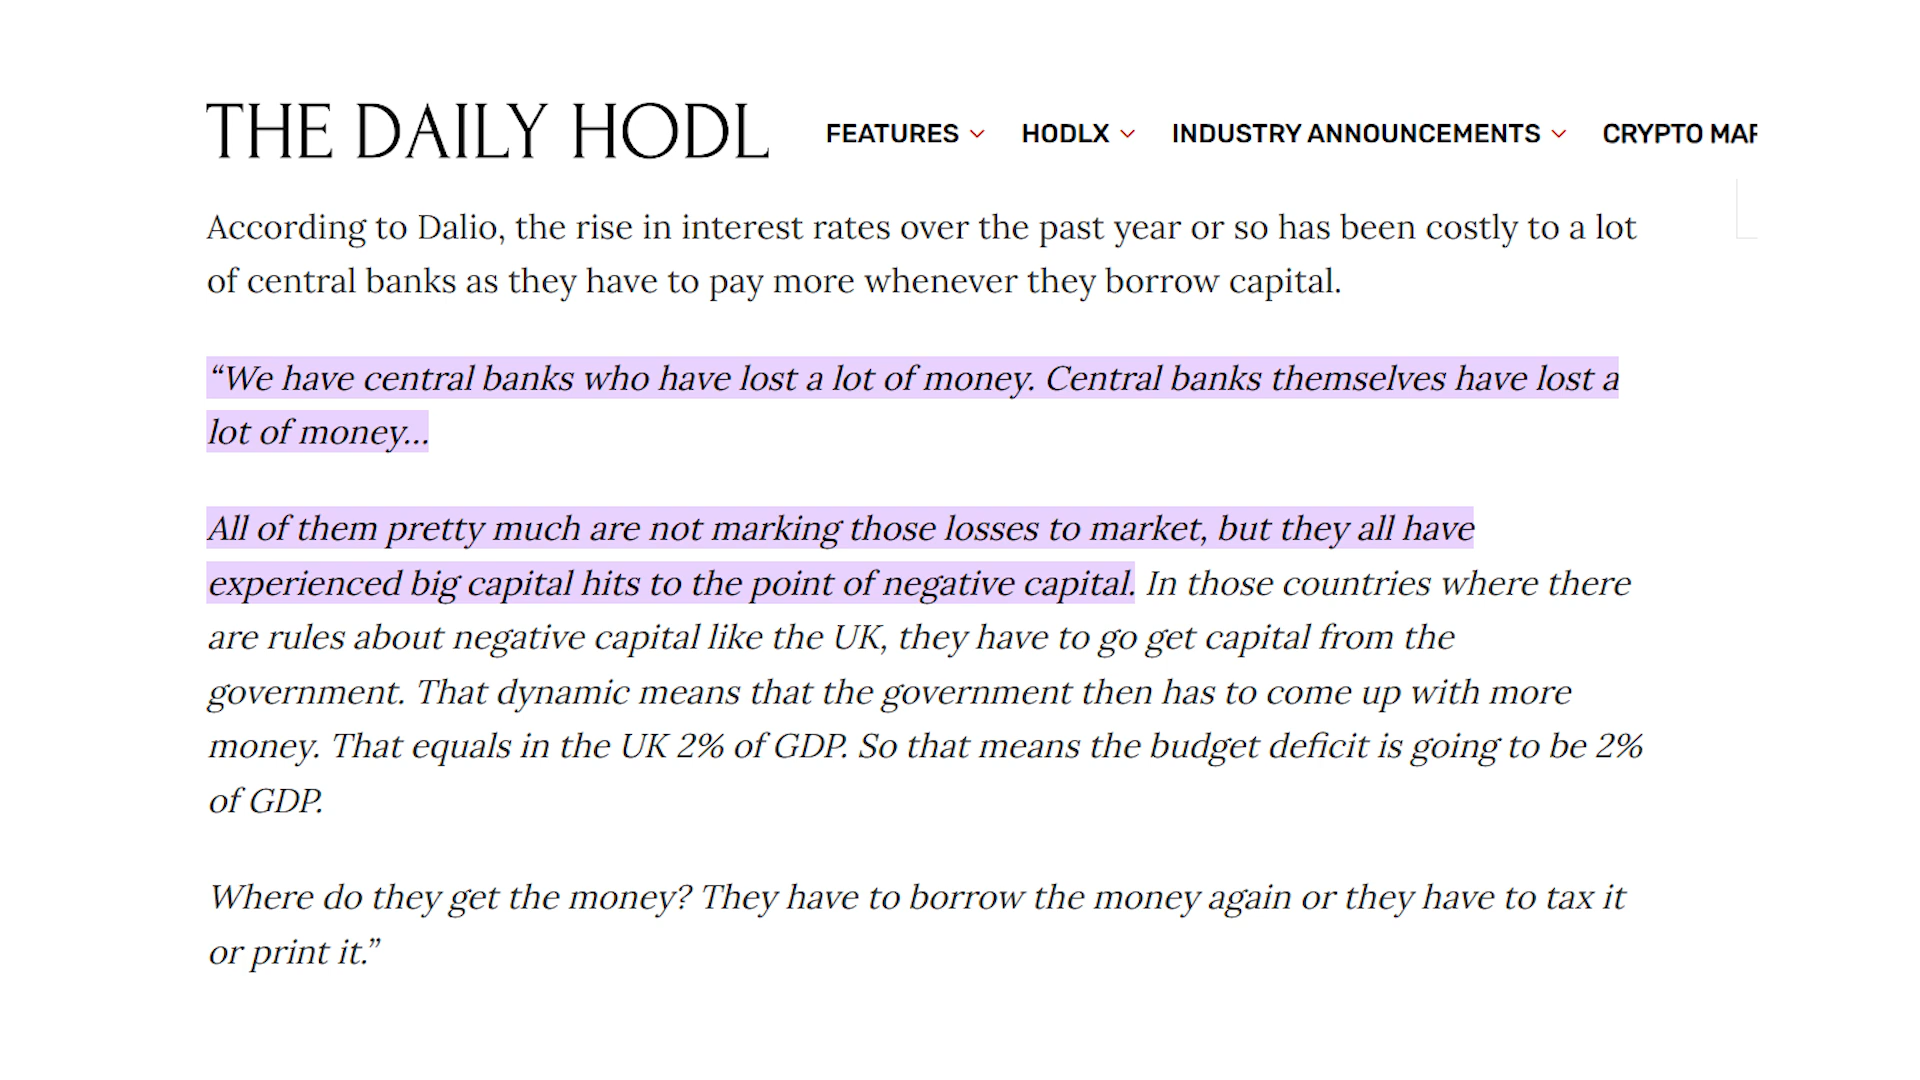 THE DAILY HODL FEATURES HODLX INDUSTRY ANNOUNCEMENTS CRYPTO
According to Dalio, the rise in interest rates over the past year or so has been costly to a lot
of central banks as they have to pay more whenever they borrow capital.
“We have central banks who have lost a lot of money. Central banks themselves have lost a
lot of money…
All of them pretty much are not marking those losses to market, but they all have
experienced big capital hits to the point of negative capital. In those countries where there
are rules about negative capital like the UK, they have to go get capital from the
government. That dynamic means that the government then has to come up with more
money. That equals in the UK 2% of GDP. So that means the budget deficit is going to be 2%
of GDP.
Where do they get the money? They have to borrow the money again or they have to tax it
or print it.”